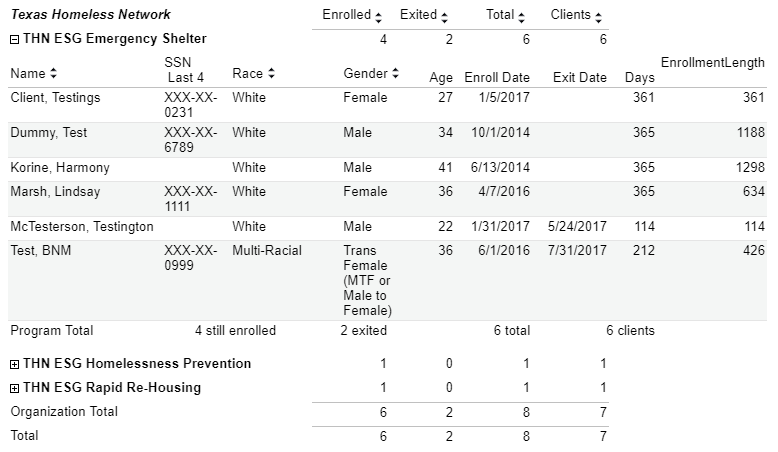 Texas Homeless Network Enrolled Exited Total Clients
THN ESG Emergency Shelter 4 2 6 6
Name SSN Last 4 Race Gender Age Enroll Date Exit Date Days EnrollmentLength
Client, Testings XXX-XX- White Female 27 1/5/2017 361 361
0231
Dummy, Test XXX-XX- White Male 34 10/1/2014 365 1188
6789
Korine, Harmony White Male 41 6/13/2014 365 1298
Marsh, Lindsay XXX-XX- White Female 36 4/7/2016 365 634
1111
McTesterson, Testington White Male 22 1/31/2017 5/24/2017 114 114
Test, BNM XXX-XX- Multi-Racial Trans 36 6/1/2016 7/31/2017 212 426
0999 Female
(MTF or
Male to
Female)
Program Total 4 still enrolled 2 exited 6 total 6 clients
THN ESG Homelessness Prevention 1 0 1 1
THN ESG Rapid Re-Housing 1 0 1 1
Organization Total 6 2 8 7
Total 6 2 8 7